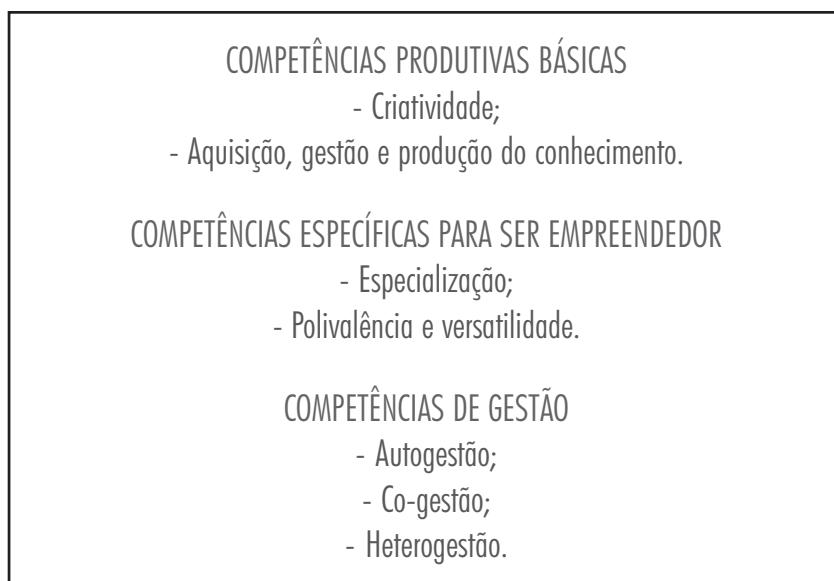 COMPETÊNCIAS PRODUTIVAS BÁSICAS
- Criatividade;
- Aquisição, gestão e produção do conhecimento.
COMPETÊNCIAS ESPECÍFICAS PARA SER EMPREENDEDOR
- Especialização;
- Polivalência e versatilidade.
COMPETÊNCIAS DE GESTÃO
- Autogestão;
- Co-gestão;
- Heterogestão.